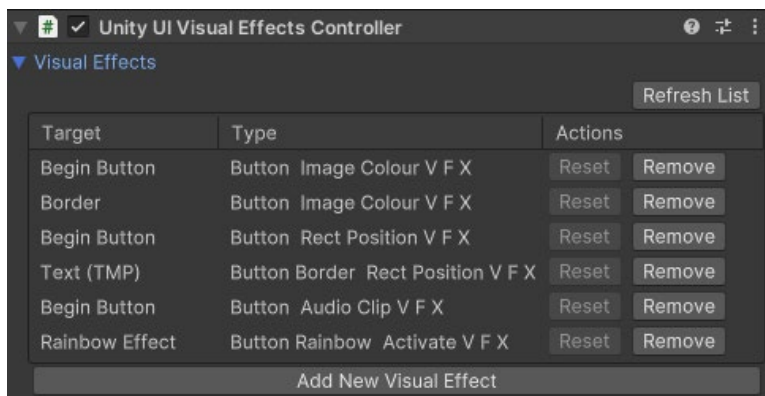 # Unity UI Visual Effects Controller
Visual Effects
Refresh List
Target Type Actions
Begin Button Button Image Colour V F X Reset Remove
Border Button Image Colour V F X Reset Remove
Begin Button Button Rect Position V F X Reset Remove
Text (TMP) Button Border Rect Position V F X Reset Remove
Begin Button Button Audio Clip V F X Reset Remove
Rainbow Effect Button Rainbow Activate V F X Reset Remove
Add New Visual Effect